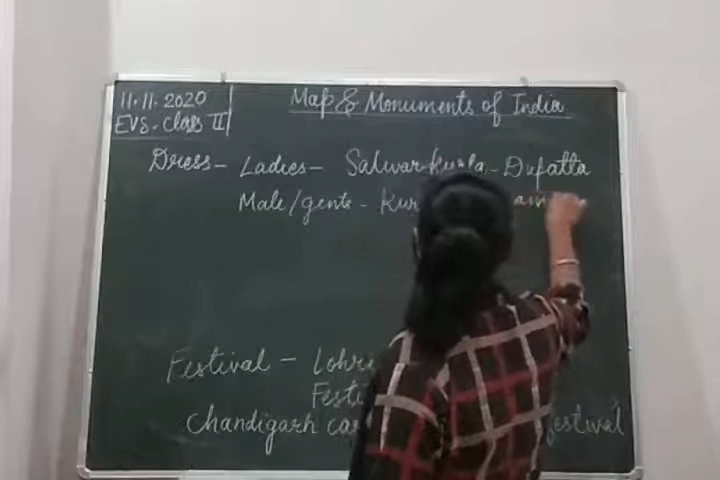 11.11.2020
EVS. Class II
Map & Monuments of India
Dress - Ladies - Salwar-Kurta - Dupatta
Male/gents - Kur
Festival - Lohri
Festi
Chandigarh ca festival